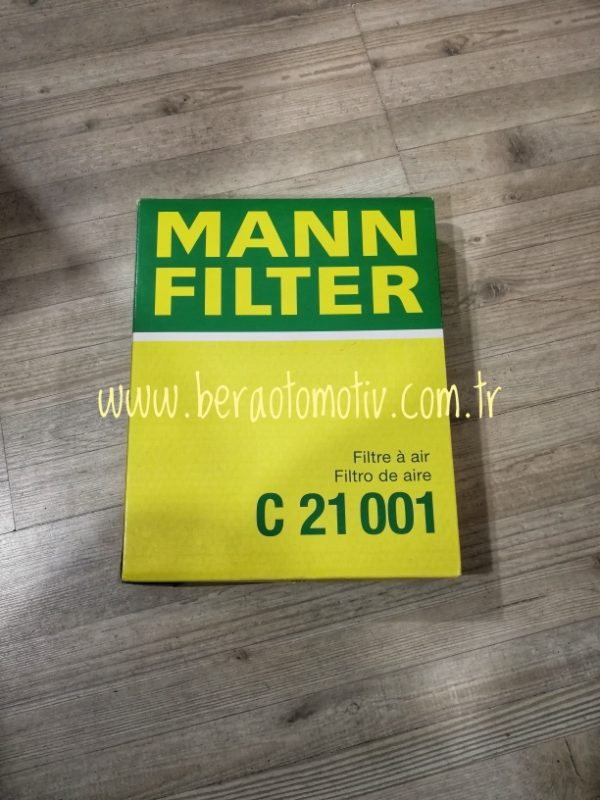 MANN
FILTER
www.beraotomotiv.com.tr
Filtre à air
Filtro de aire
C 21 001